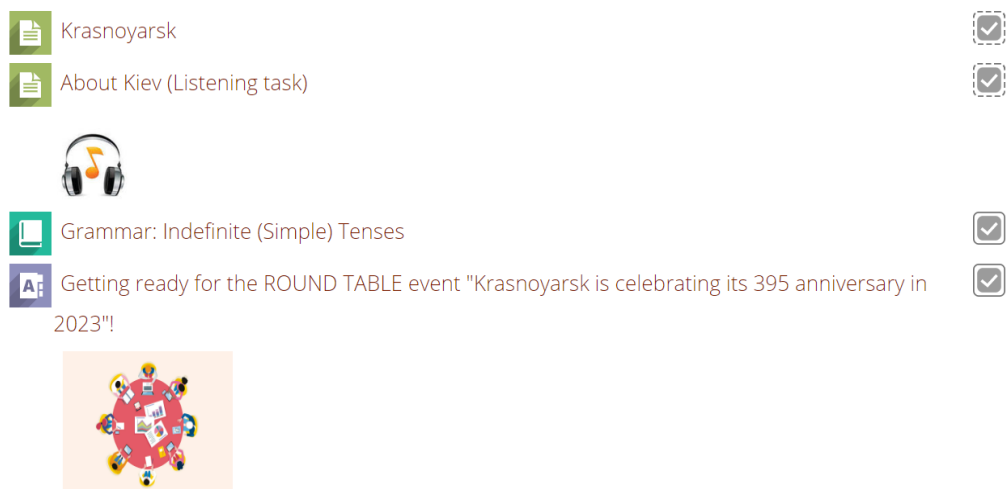 Krasnoyarsk
About Kiev (Listening task)
Grammar: Indefinite (Simple) Tenses
Getting ready for the ROUND TABLE event "Krasnoyarsk is celebrating its 395 anniversary in
2023"!